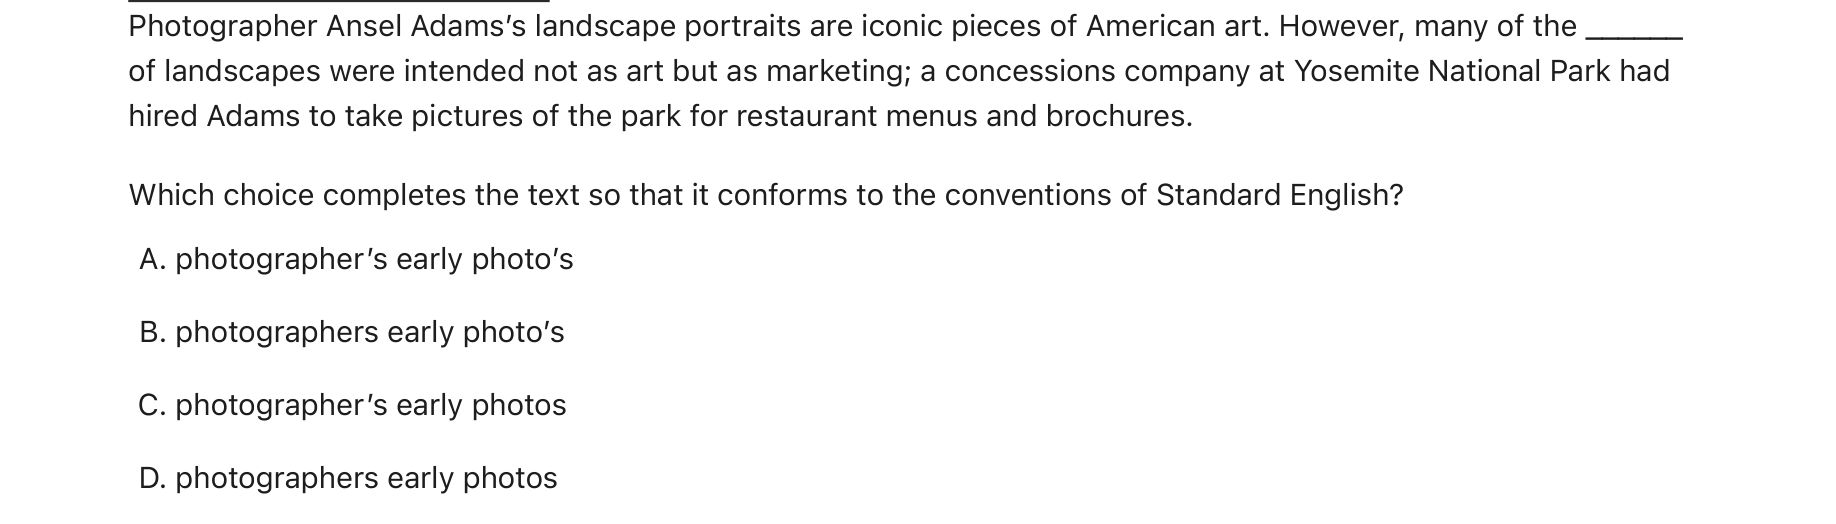 Photographer Ansel Adams’s landscape portraits are iconic pieces of American art. However, many of the ______
of landscapes were intended not as art but as marketing; a concessions company at Yosemite National Park had
hired Adams to take pictures of the park for restaurant menus and brochures.
Which choice completes the text so that it conforms to the conventions of Standard English?
A. photographer’s early photo’s
B. photographers early photo’s
C. photographer’s early photos
D. photographers early photos